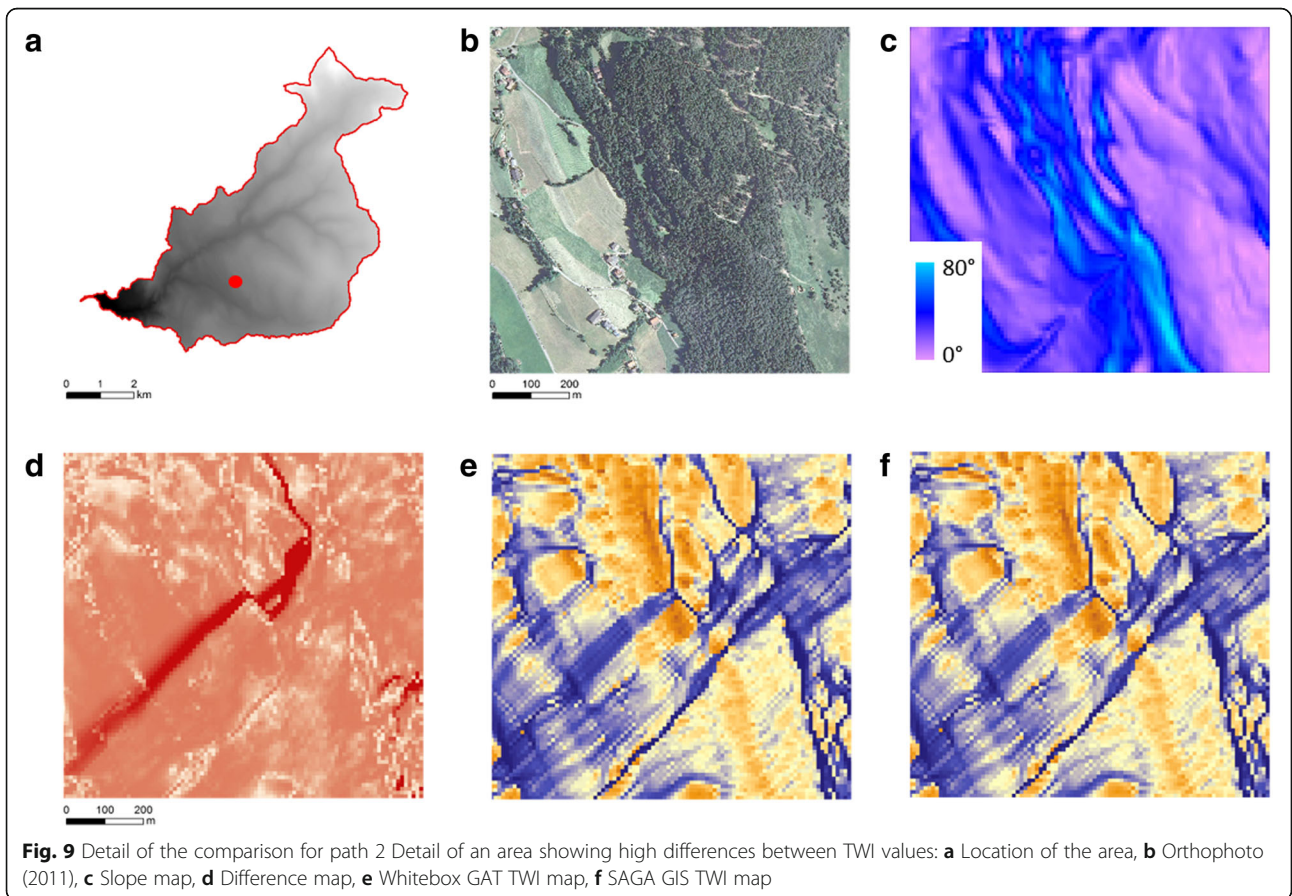 a
b
c
0 1 2
km
0 100 200
m
80°
0°
d
e
f
0 100 200
m
Fig. 9 Detail of the comparison for path 2 Detail of an area showing high differences between TWI values: a Location of the area, b Orthophoto
(2011), c Slope map, d Difference map, e Whitebox GAT TWI map, f SAGA GIS TWI map